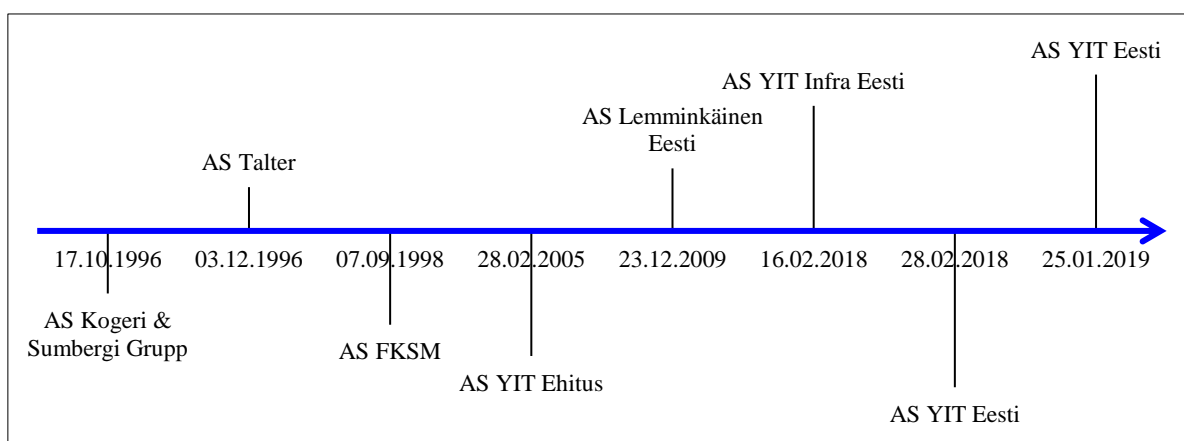 AS YIT Eesti
AS YIT Infra Eesti
AS Lemminkäinen
Eesti
AS Talter
17.10.1996 03.12.1996 07.09.1998 28.02.2005 23.12.2009 16.02.2018 28.02.2018 25.01.2019
AS Kogeri &
Sumbergi Grupp
AS FKSM
AS YIT Ehitus
AS YIT Eesti